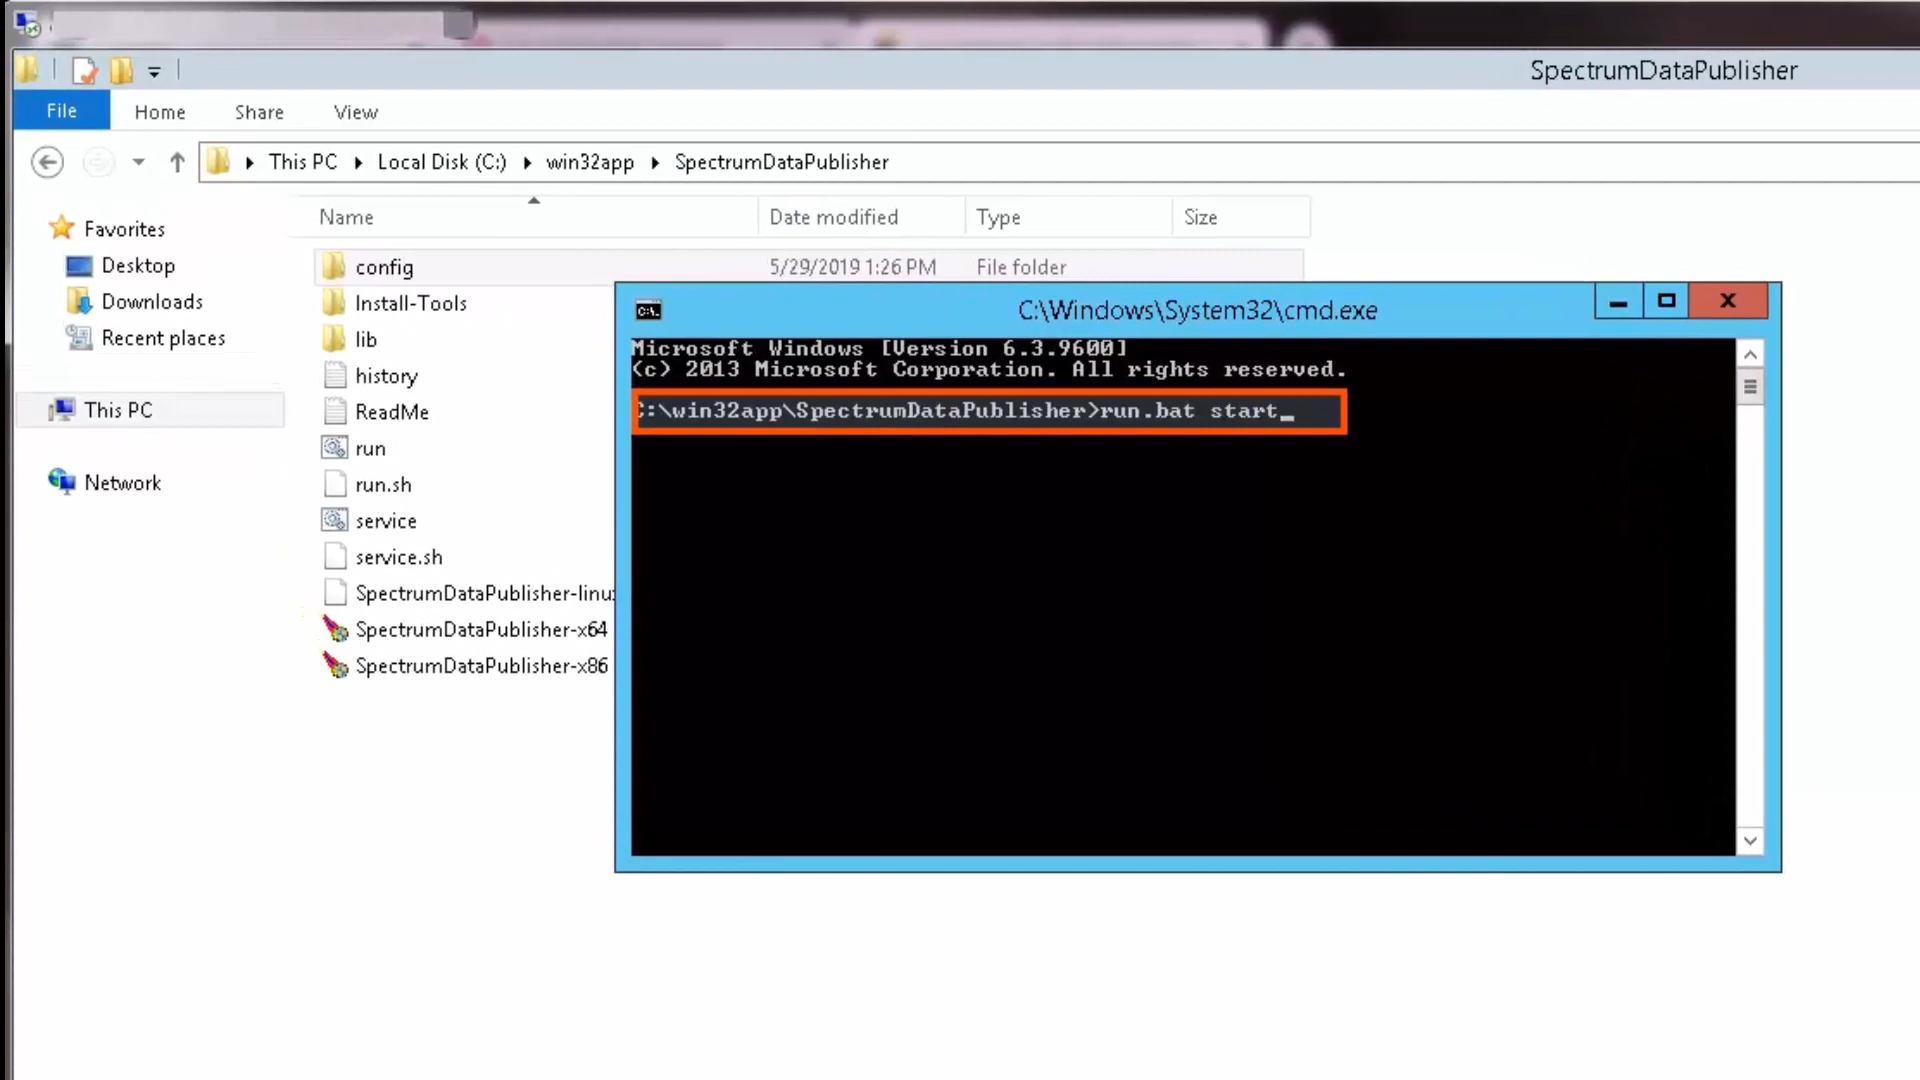 SpectrumDataPublisher
File Home Share View
This PC Local Disk (C:) win32app SpectrumDataPublisher
Name Date modified Type Size
Favorites
Desktop
Downloads
Recent places
This PC
Network
config 5/29/2019 1:26 PM File folder
Install-Tools
lib
history
ReadMe
run
run.sh
service
service.sh
SpectrumDataPublisher-linu
SpectrumDataPublisher-x64
SpectrumDataPublisher-x86
C:\Windows\System32\cmd.exe
Microsoft Windows [Version 6.3.9600]
(c) 2013 Microsoft Corporation. All rights reserved.
C:\win32app\SpectrumDataPublisher>run.bat start_